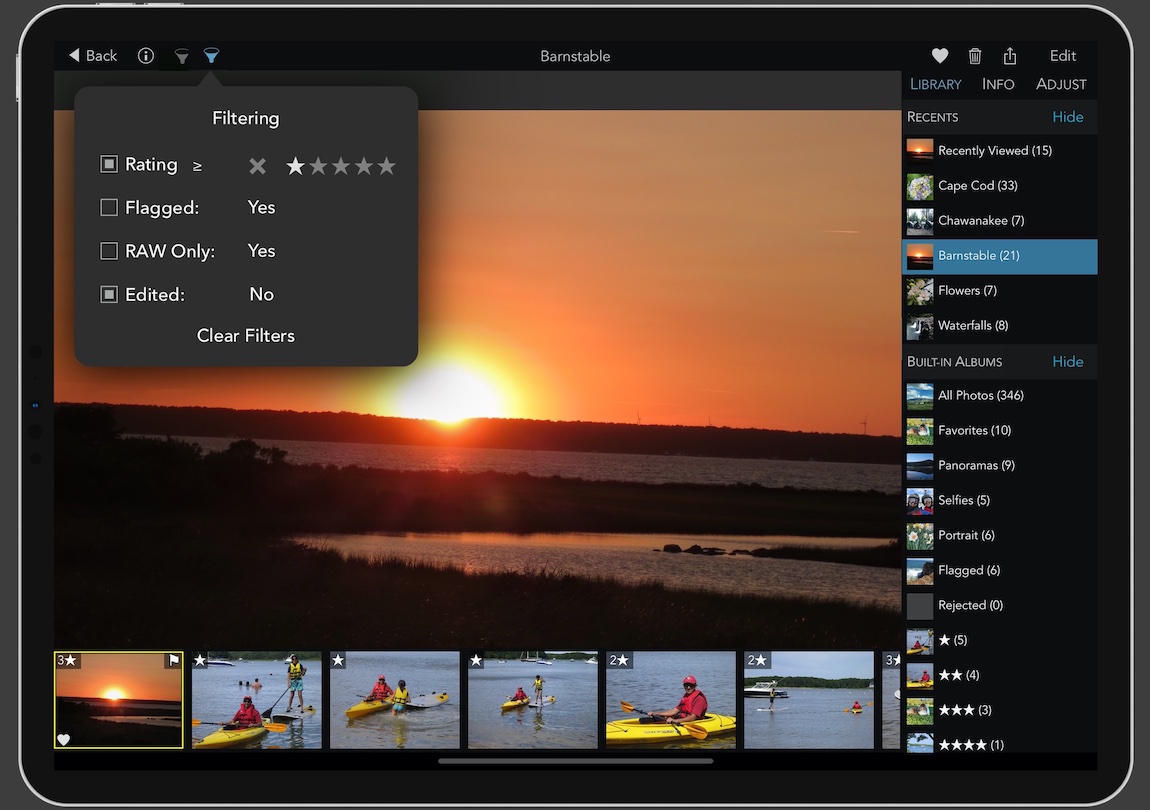 Back
Barnstable
Edit
Filtering
Rating ≥ ★★★★★
Flagged: Yes
RAW Only: Yes
Edited: No
Clear Filters
LIBRARY INFO ADJUST
RECENTS Hide
Recently Viewed (15)
Cape Cod (33)
Chawanakee (7)
Barnstable (21)
Flowers (7)
Waterfalls (8)
BUILT-IN ALBUMS Hide
All Photos (346)
Favorites (10)
Panoramas (9)
Selfies (5)
Portrait (6)
Flagged (6)
Rejected (0)
★ (5)
★★ (4)
★★★ (3)
★★★★ (1)
3★
★
★
★
2★
2★
3★